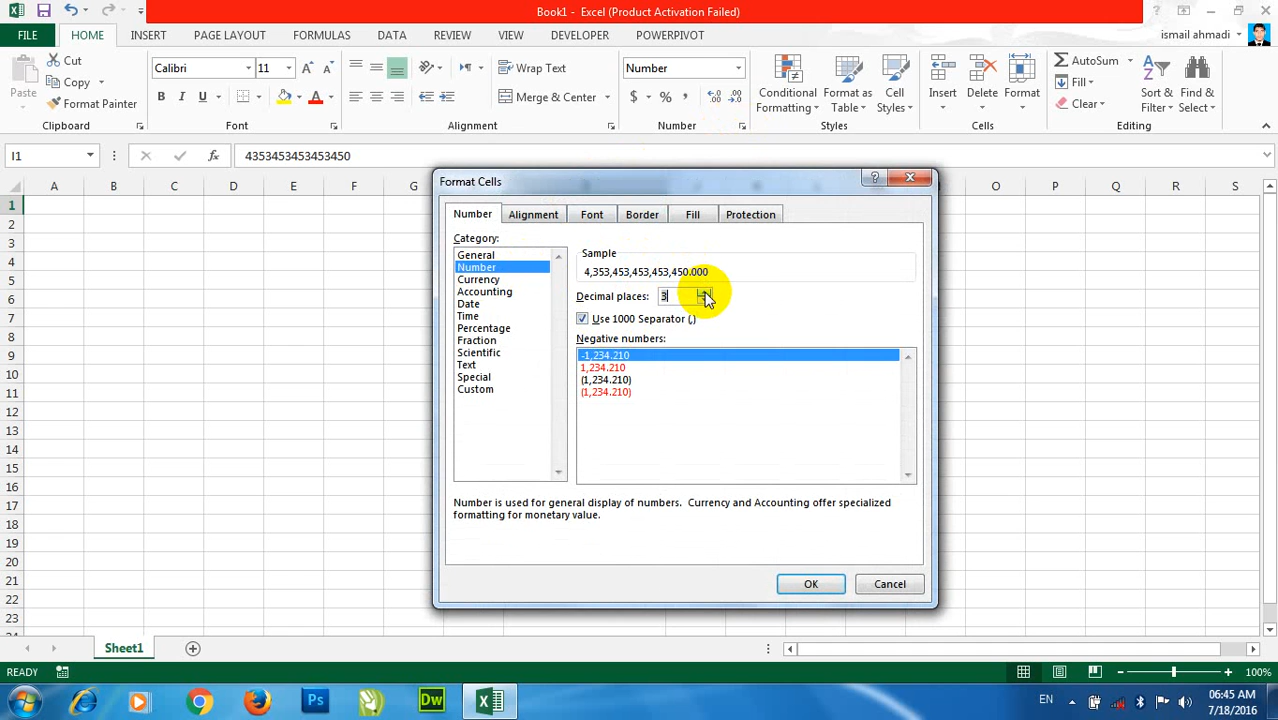 Book1 - Excel (Product Activation Failed)
FILE HOME INSERT PAGE LAYOUT FORMULAS DATA REVIEW VIEW DEVELOPER POWERPIVOT ismail ahmadi
Paste
Cut
Copy
Format Painter
Clipboard
Calibri 11
B I U
Font
Wrap Text
Merge & Center
Alignment
Number
$ % ,
Number
Conditional Formatting
Format as Table
Cell Styles
Styles
Insert Delete Format
Cells
AutoSum
Fill
Clear
Sort & Filter
Find & Select
Editing
I1 fx 4353453453453450
A B C D E F G O P Q R S
1
2
3
4
5
6
7
8
9
10
11
12
13
14
15
16
17
18
19
20
21
22
23
Format Cells
Number Alignment Font Border Fill Protection
Category:
General
Number
Currency
Accounting
Date
Time
Percentage
Fraction
Scientific
Text
Special
Custom
Sample
4,353,453,453,453,450.000
Decimal places: 3
Use 1000 Separator (,)
Negative numbers:
-1,234.210
1,234.210
(1,234.210)
(1,234.210)
Number is used for general display of numbers. Currency and Accounting offer specialized
formatting for monetary value.
OK Cancel
Sheet1
READY 100%
Ps Dw EN 06:45 AM
7/18/2016